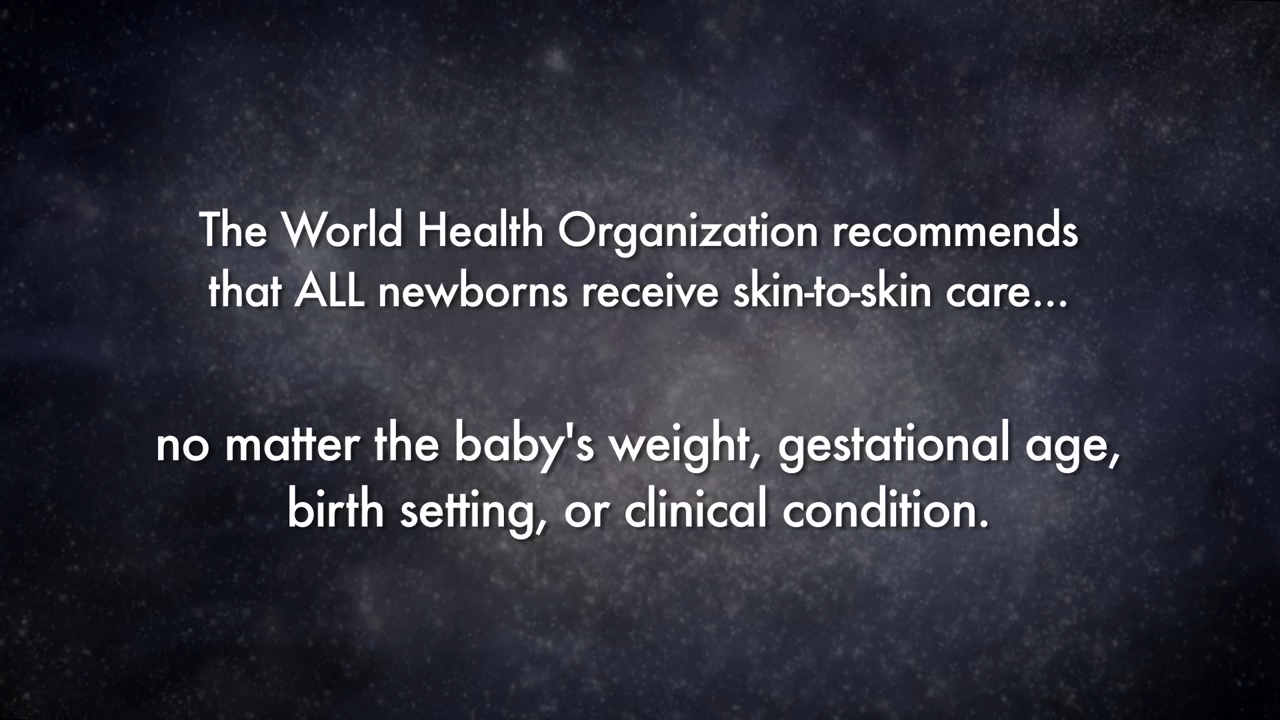 The World Health Organization recommends
that ALL newborns receive skin-to-skin care...
no matter the baby's weight, gestational age,
birth setting, or clinical condition.